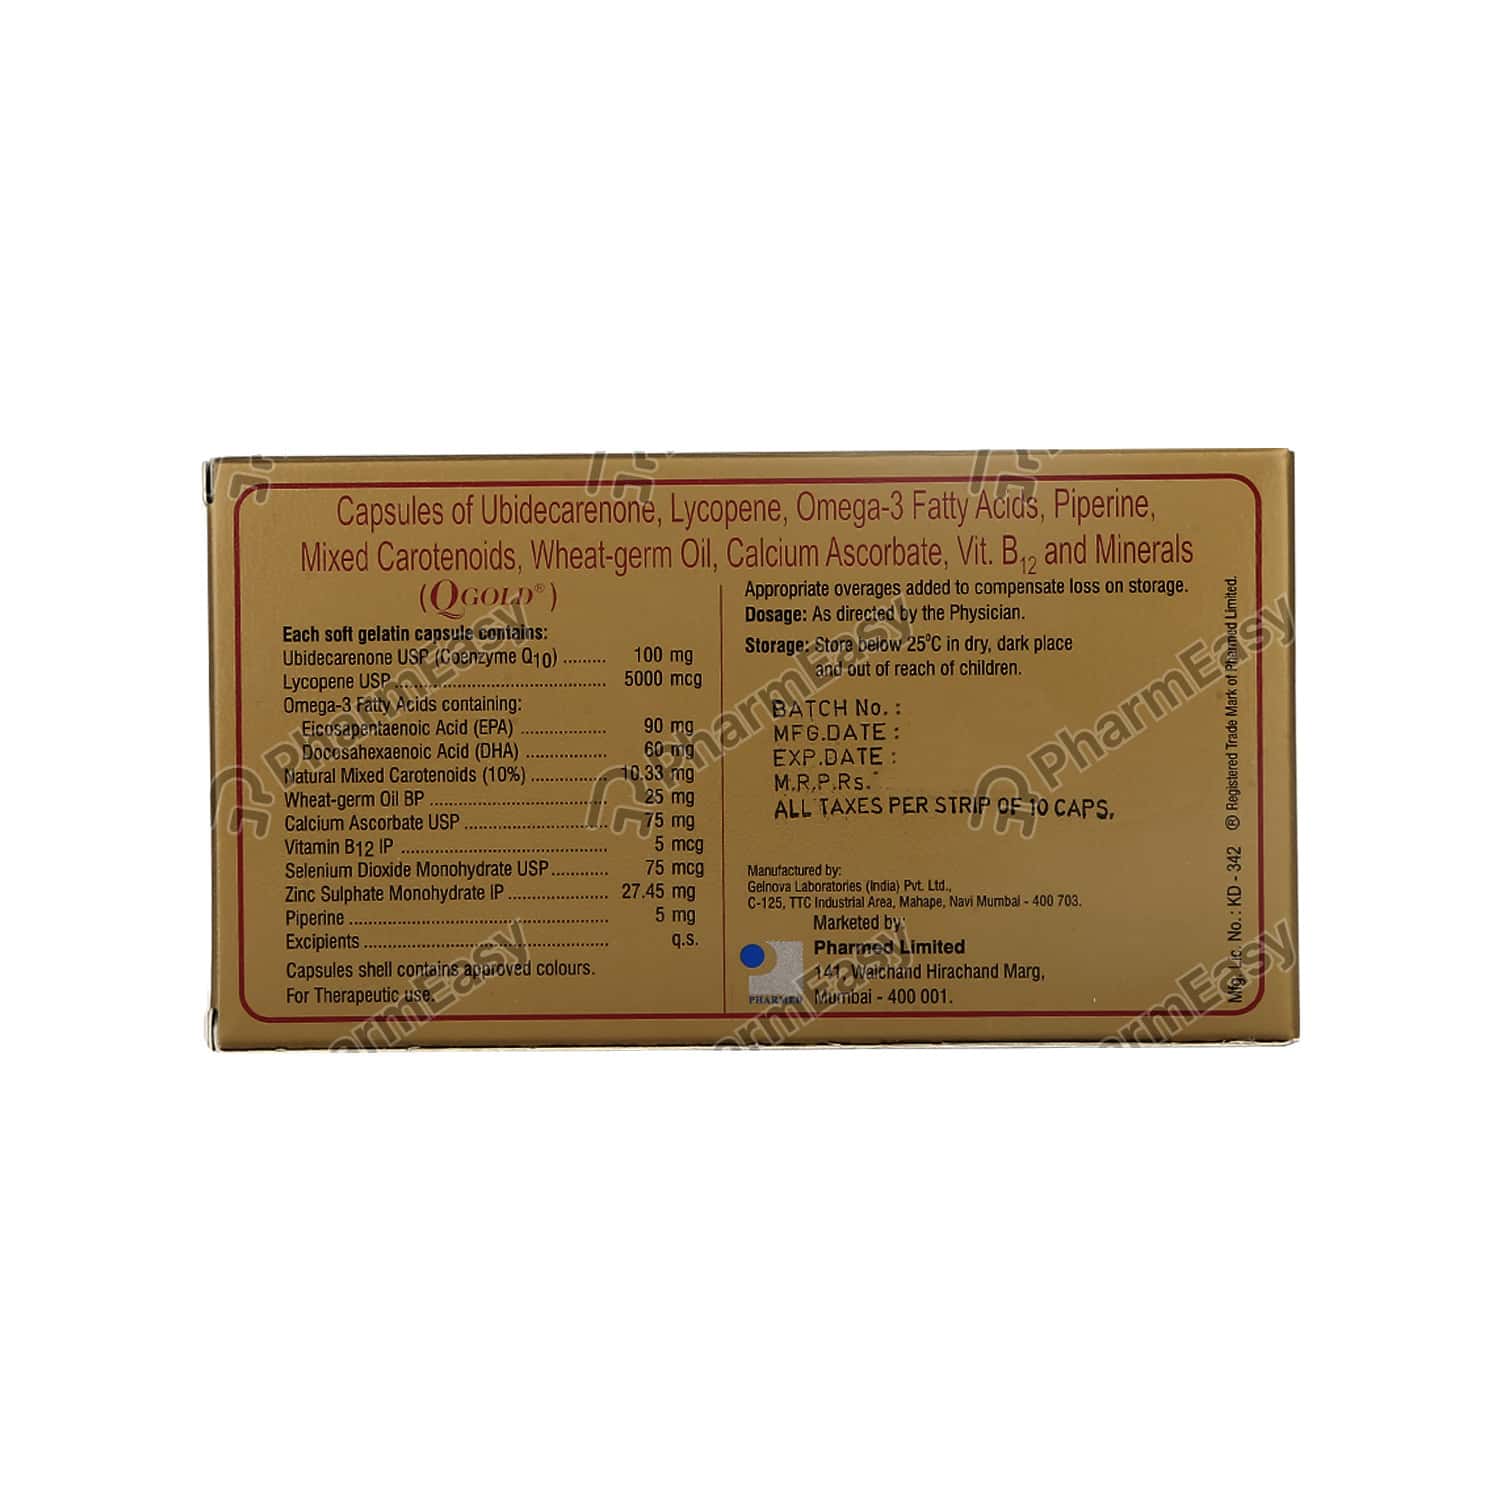 Capsules of Ubidecarenone, Lycopene, Omega-3 Fatty Acids, Piperine,
Mixed Carotenoids, Wheat-germ Oil, Calcium Ascorbate, Vit. B12 and Minerals
(QGOLD®)
Each soft gelatin capsule contains:
Ubidecarenone USP (Coenzyme Q10) ......... 100 mg
Lycopene USP ............................................ 5000 mcg
Omega-3 Fatty Acids containing:
Eicosapentaenoic Acid (EPA) .................. 90 mg
Docosahexaenoic Acid (DHA) .................. 60 mg
Natural Mixed Carotenoids (10%) ................ 10.33 mg
Wheat-germ Oil BP ..................................... 25 mg
Calcium Ascorbate USP .............................. 75 mg
Vitamin B12 IP ........................................... 5 mcg
Selenium Dioxide Monohydrate USP............ 75 mcg
Zinc Sulphate Monohydrate IP ..................... 27.45 mg
Piperine ...................................................... 5 mg
Excipients ................................................... q.s.
Capsules shell contains approved colours.
For Therapeutic use.
Appropriate overages added to compensate loss on storage.
Dosage: As directed by the Physician.
Storage: Store below 25°C in dry, dark place
and out of reach of children.
BATCH No. :
MFG.DATE :
EXP.DATE :
M.R.P.Rs.
ALL TAXES PER STRIP OF 10 CAPS.
Manufactured by:
Gelnova Laboratories (India) Pvt. Ltd.,
C-125, TTC Industrial Area, Mahape, Navi Mumbai - 400 703.
Marketed by:
Pharmed Limited
141, Walchand Hirachand Marg,
Mumbai - 400 001.
PHARMED
Mfg. Lic. No.: KD - 342 ® Registered Trade Mark of Pharmed Limited.
PharmEasy
PharmEasy
PharmEasy
PharmEasy
PharmEasy
PharmEasy